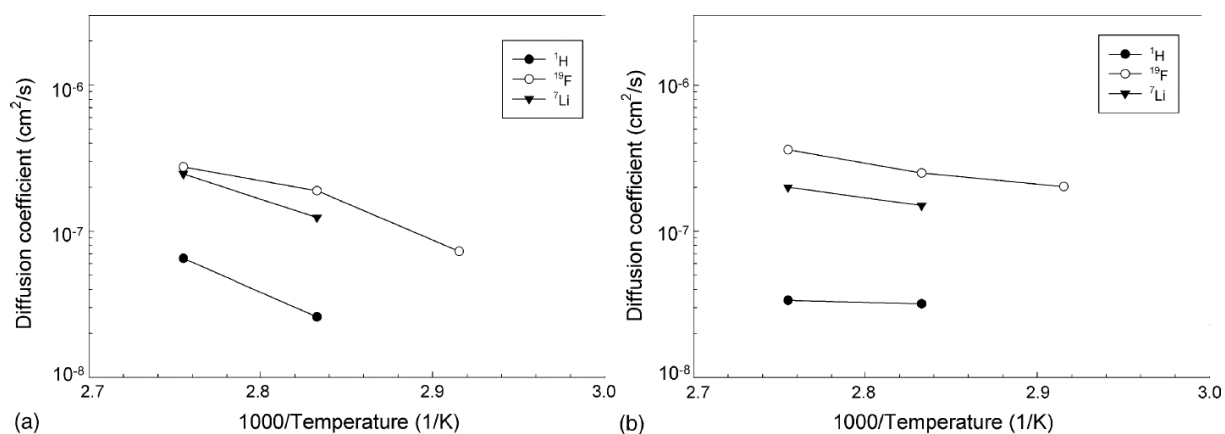 Diffusion coefficient (cm²/s)
10⁻⁶
10⁻⁷
10⁻⁸
¹H
¹⁹F
⁷Li
2.7
2.8
2.9
3.0
1000/Temperature (1/K)
(a)
Diffusion coefficient (cm²/s)
10⁻⁶
10⁻⁷
10⁻⁸
¹H
¹⁹F
⁷Li
2.7
2.8
2.9
3.0
1000/Temperature (1/K)
(b)